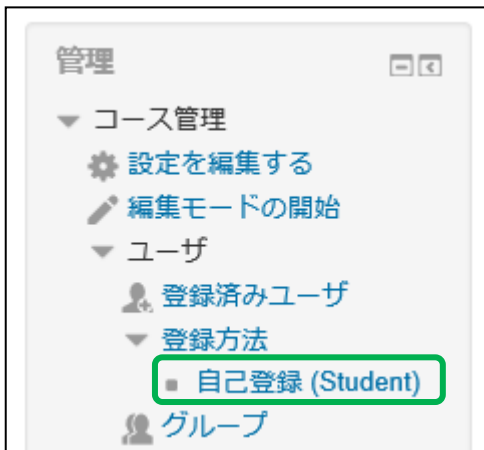 管理
コース管理
設定を編集する
編集モードの開始
ユーザ
登録済みユーザ
登録方法
自己登録 (Student)
グループ